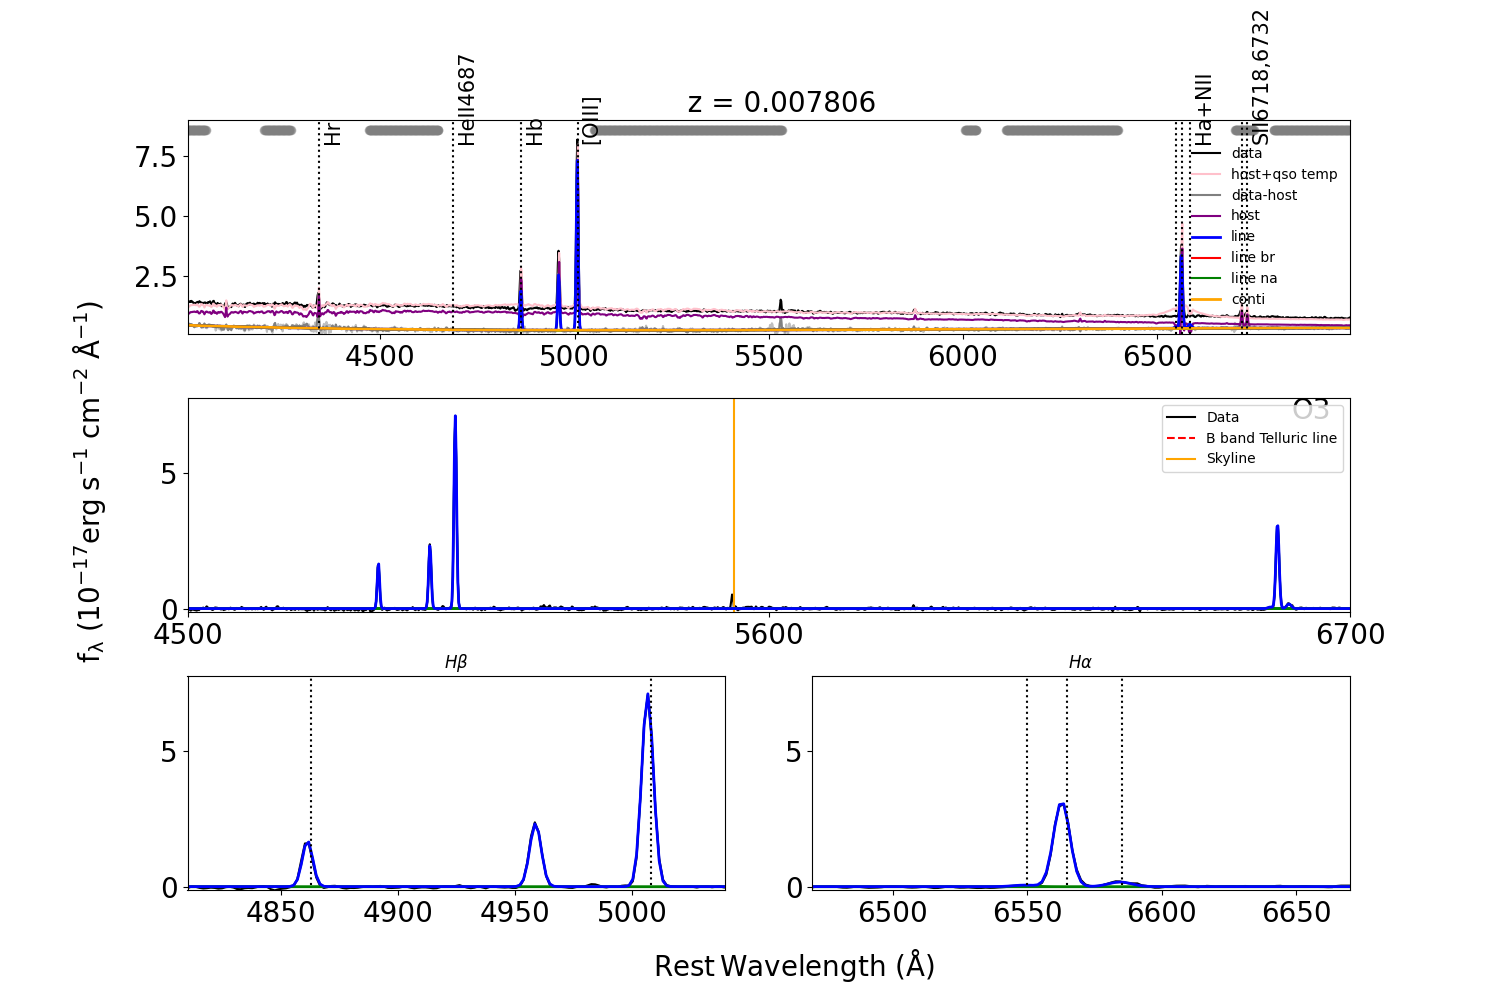 z = 0.007806
Hr
HeII4687
Hb
[OIII]
Ha+NII
SII6718,6732
7.5
5.0
2.5
data
host+qso temp
data-host
host
line
line br
line na
conti
4500
5000
5500
6000
6500
O3
Data
B band Telluric line
Skyline
5
0
4500
5600
6700
fλ (10⁻¹⁷erg s⁻¹ cm⁻² Å⁻¹)
Hβ
5
0
4850
4900
4950
5000
Hα
5
0
6500
6550
6600
6650
Rest Wavelength (Å)